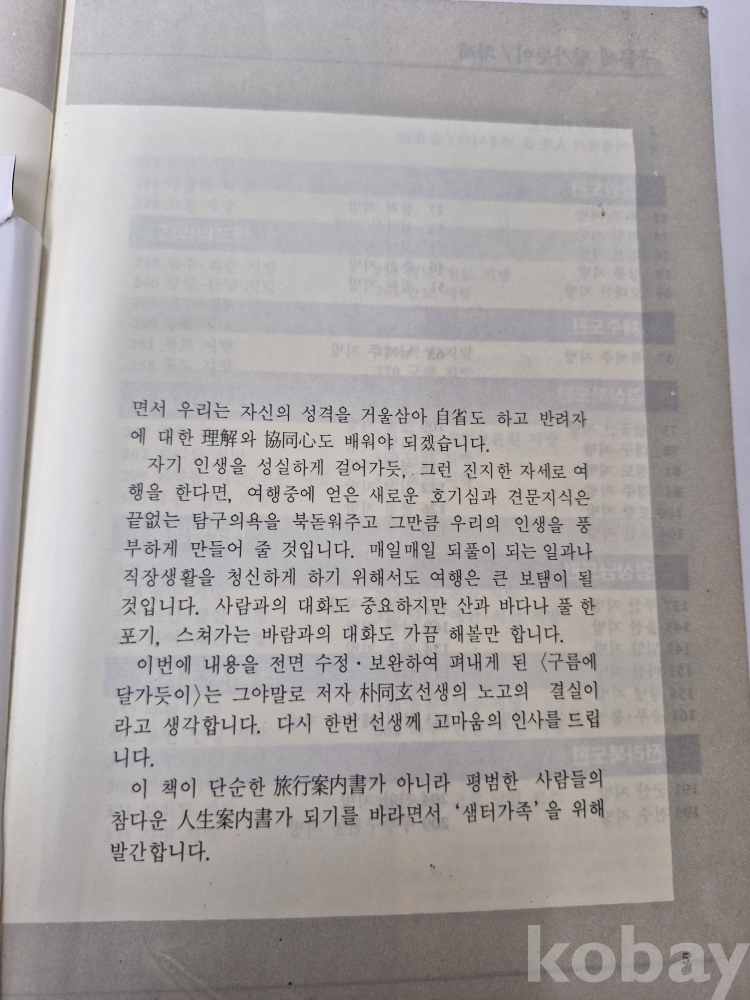 면서 우리는 자신의 성격을 거울삼아 自省도 하고 반려자
에 대한 理解와 協同心도 배워야 되겠습니다.
자기 인생을 성실하게 걸어가듯, 그런 진지한 자세로 여
행을 한다면, 여행중에 얻은 새로운 호기심과 견문지식은
끝없는 탐구의욕을 북돋워주고 그만큼 우리의 인생을 풍
부하게 만들어 줄 것입니다. 매일매일 되풀이 되는 일과나
직장생활을 청신하게 하기 위해서도 여행은 큰 보탬이 될
것입니다. 사람과의 대화도 중요하지만 산과 바다나 풀 한
포기, 스쳐가는 바람과의 대화도 가끔 해볼만 합니다.
이번에 내용을 전면 수정·보완하여 펴내게 된 〈구름에
달가듯이〉는 그야말로 저자 朴同玄선생의 노고의 결실이
라고 생각합니다. 다시 한번 선생께 고마움의 인사를 드립
니다.
이 책이 단순한 旅行案内書가 아니라 평범한 사람들의
참다운 人生案内書가 되기를 바라면서 '샘터가족'을 위해
발간합니다.
5
kobay